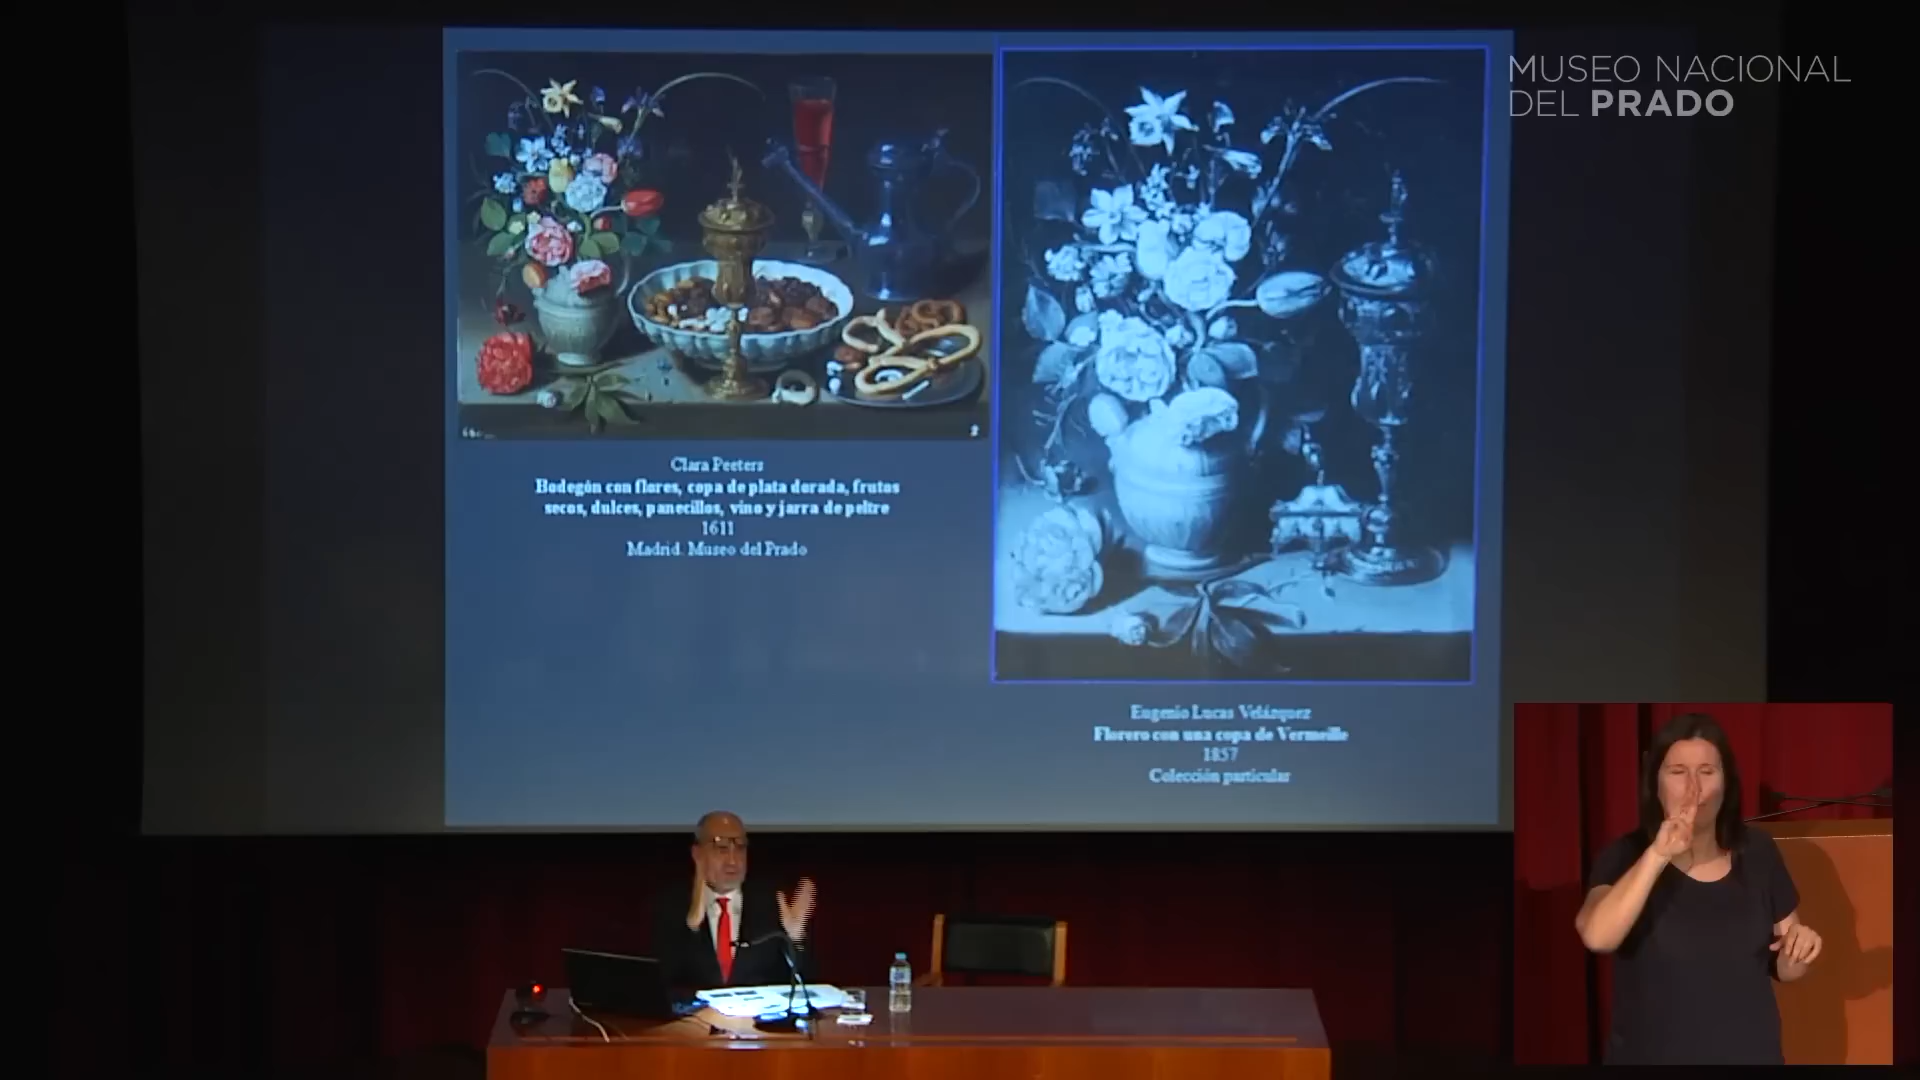 MUSEO NACIONAL
DEL PRADO
Clara Peeters
Bodegón con flores, copa de plata dorada, frutos
secos, dulces, panecillos, vino y jarra de peltre
1611
Madrid. Museo del Prado
Eugenio Lucas Velázquez
Florero con una copa de Vermeille
1857
Colección particular